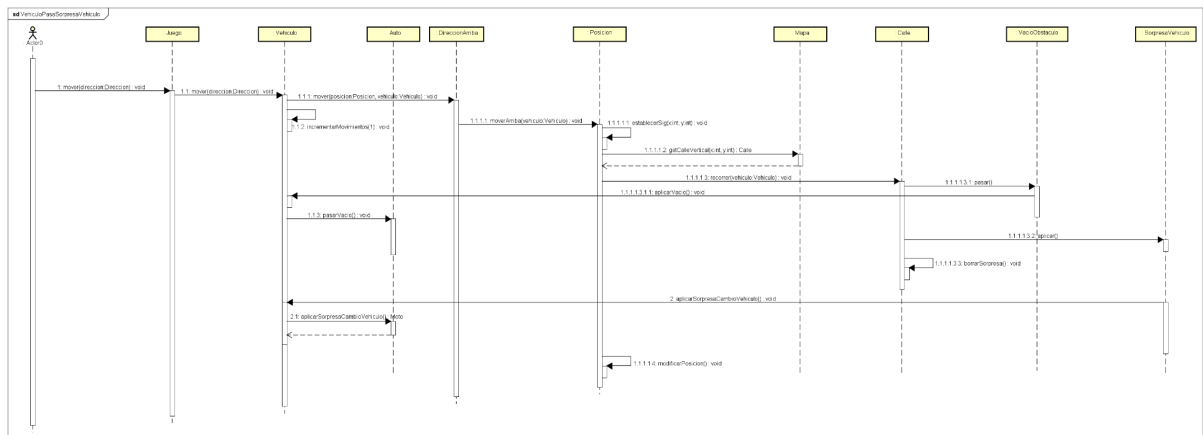 sd VehiculoPasaSorpresaVehiculo
Actor0
Juego
Vehiculo
Auto
DireccionArriba
Posicion
Mapa
Calle
VacioObstaculo
SorpresaVehiculo
1: mover(direccion:Direccion) : void
1.1: mover(direccion:Direccion) : void
1.1.1: mover(posicion:Posicion, vehiculo:Vehiculo) : void
1.1.2: incrementerMovimientos(1) : void
1.1.1.1: moverArriba(vehiculo:Vehiculo) : void
1.1.1.1.1: establecerSig(x:int, y:int) : void
1.1.1.1.2: getCalleVertical(x:int, y:int) : Calle
1.1.1.1.3: recorrer(vehiculo:Vehiculo) : void
1.1.1.1.3.1: pasar()
1.1.1.1.3.1.1: aplicarVacio() : void
1.1.3: pasarVacio() : void
1.1.1.1.3.2: aplicar()
1.1.1.1.3.3: borrarSorpresa() : void
2: aplicarSorpresaCambioVehiculo() : void
2.1: aplicarSorpresaCambioVehiculo() : Moto
1.1.1.1.4: modificarPosicion() : void